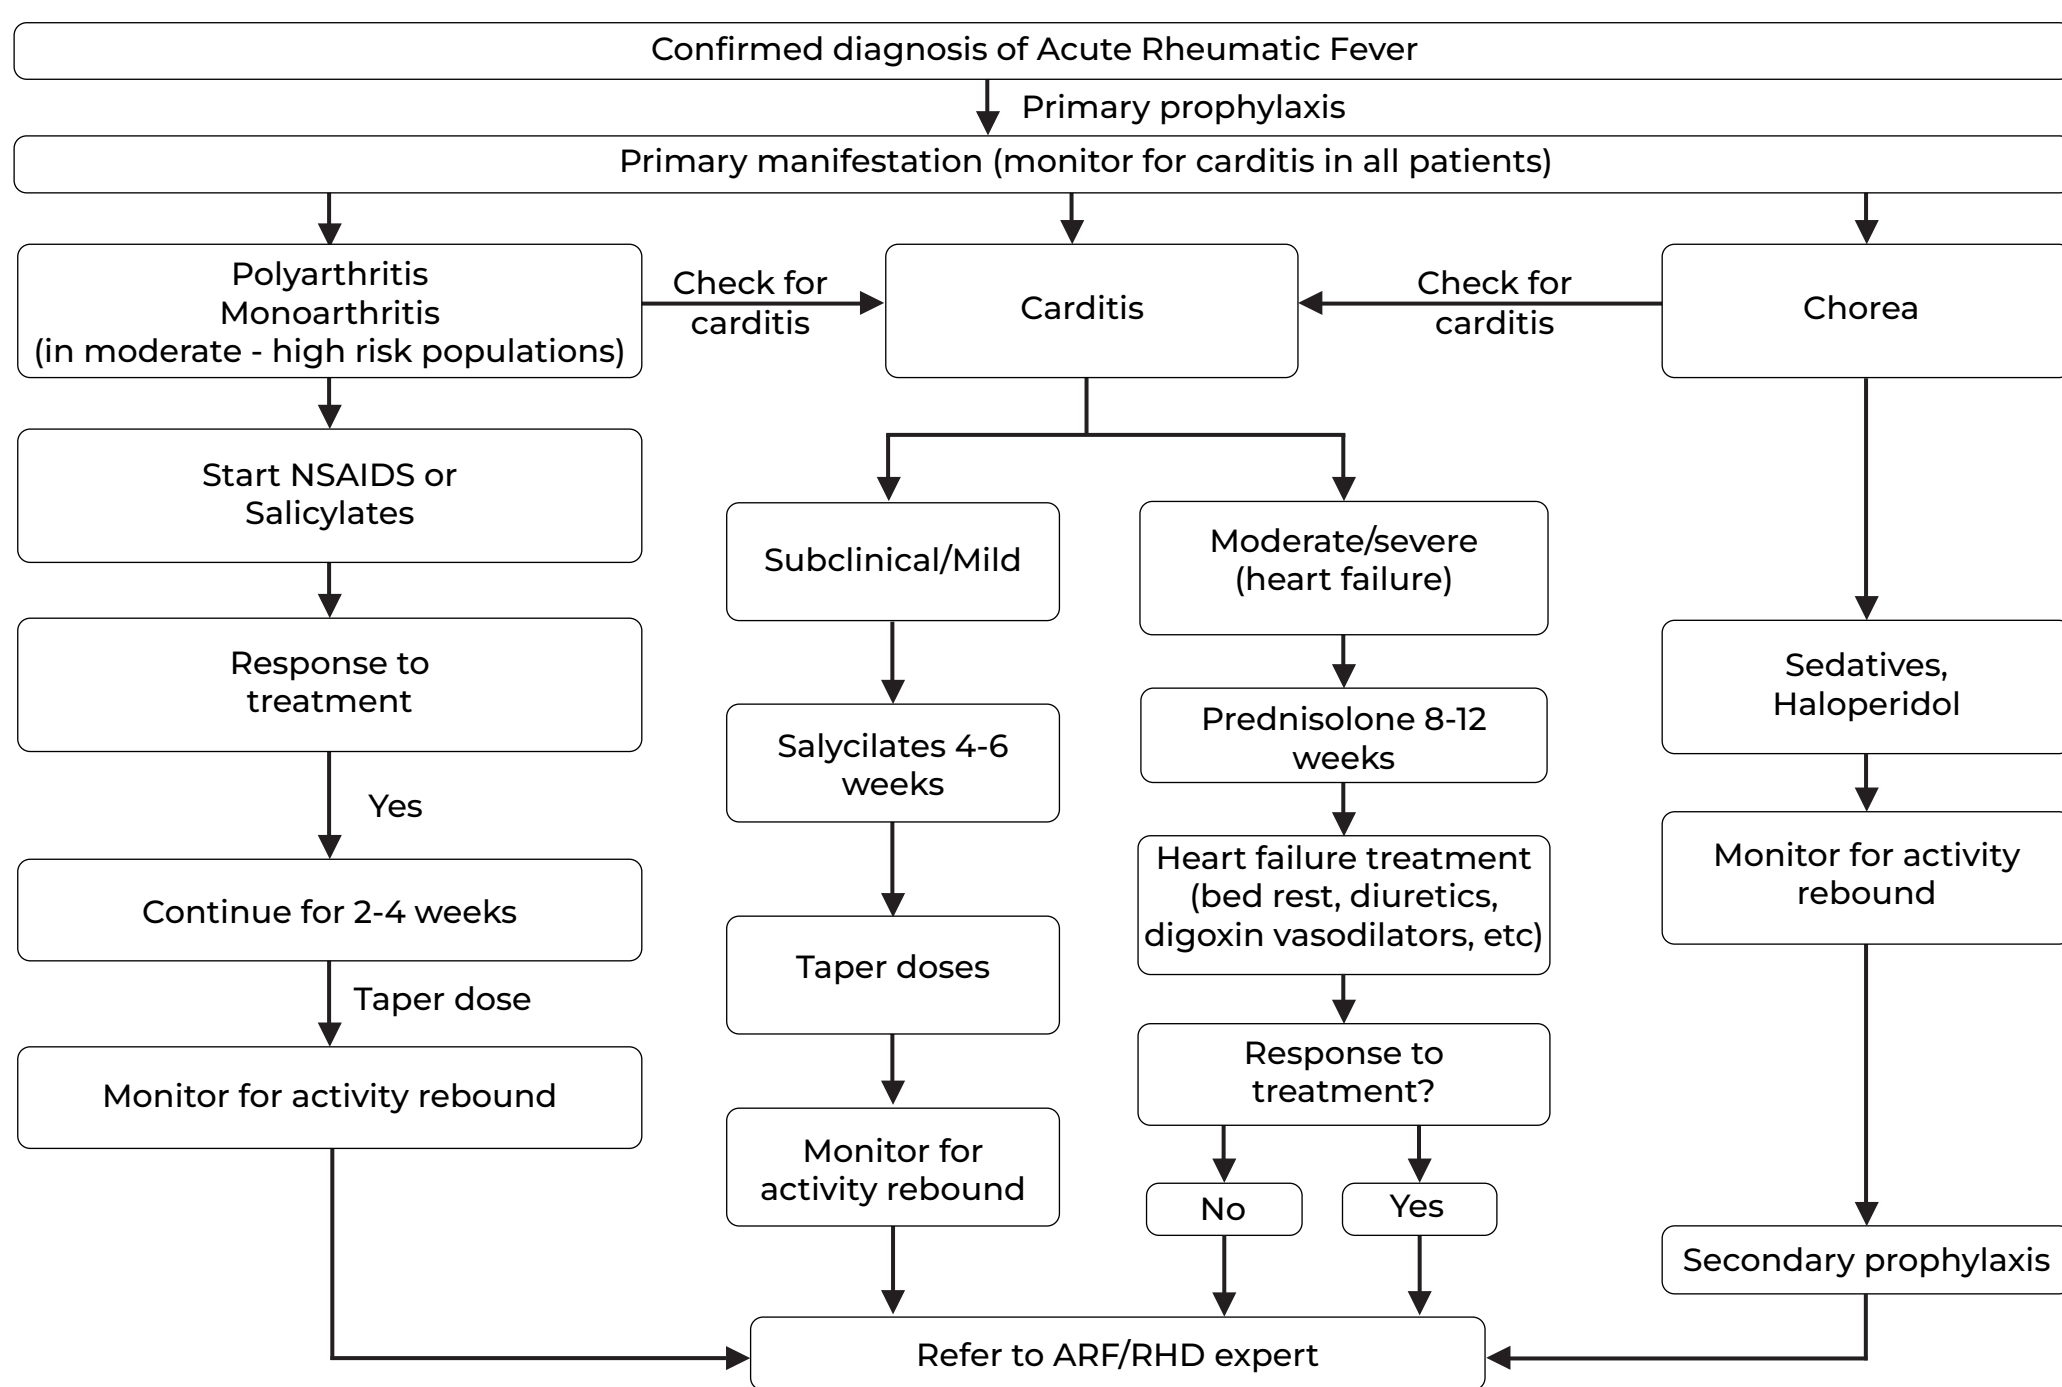 Confirmed diagnosis of Acute Rheumatic Fever
Primary prophylaxis
Primary manifestation (monitor for carditis in all patients)
Polyarthritis
Monoarthritis
(in moderate - high risk populations)
Check for
carditis
Carditis
Check for
carditis
Chorea
Start NSAIDS or
Salicylates
Response to
treatment
Yes
Continue for 2-4 weeks
Taper dose
Monitor for activity rebound
Subclinical/Mild
Salycilates 4-6
weeks
Taper doses
Monitor for
activity rebound
Moderate/severe
(heart failure)
Prednisolone 8-12
weeks
Heart failure treatment
(bed rest, diuretics,
digoxin vasodilators, etc)
Response to
treatment?
No
Yes
Sedatives,
Haloperidol
Monitor for activity
rebound
Secondary prophylaxis
Refer to ARF/RHD expert